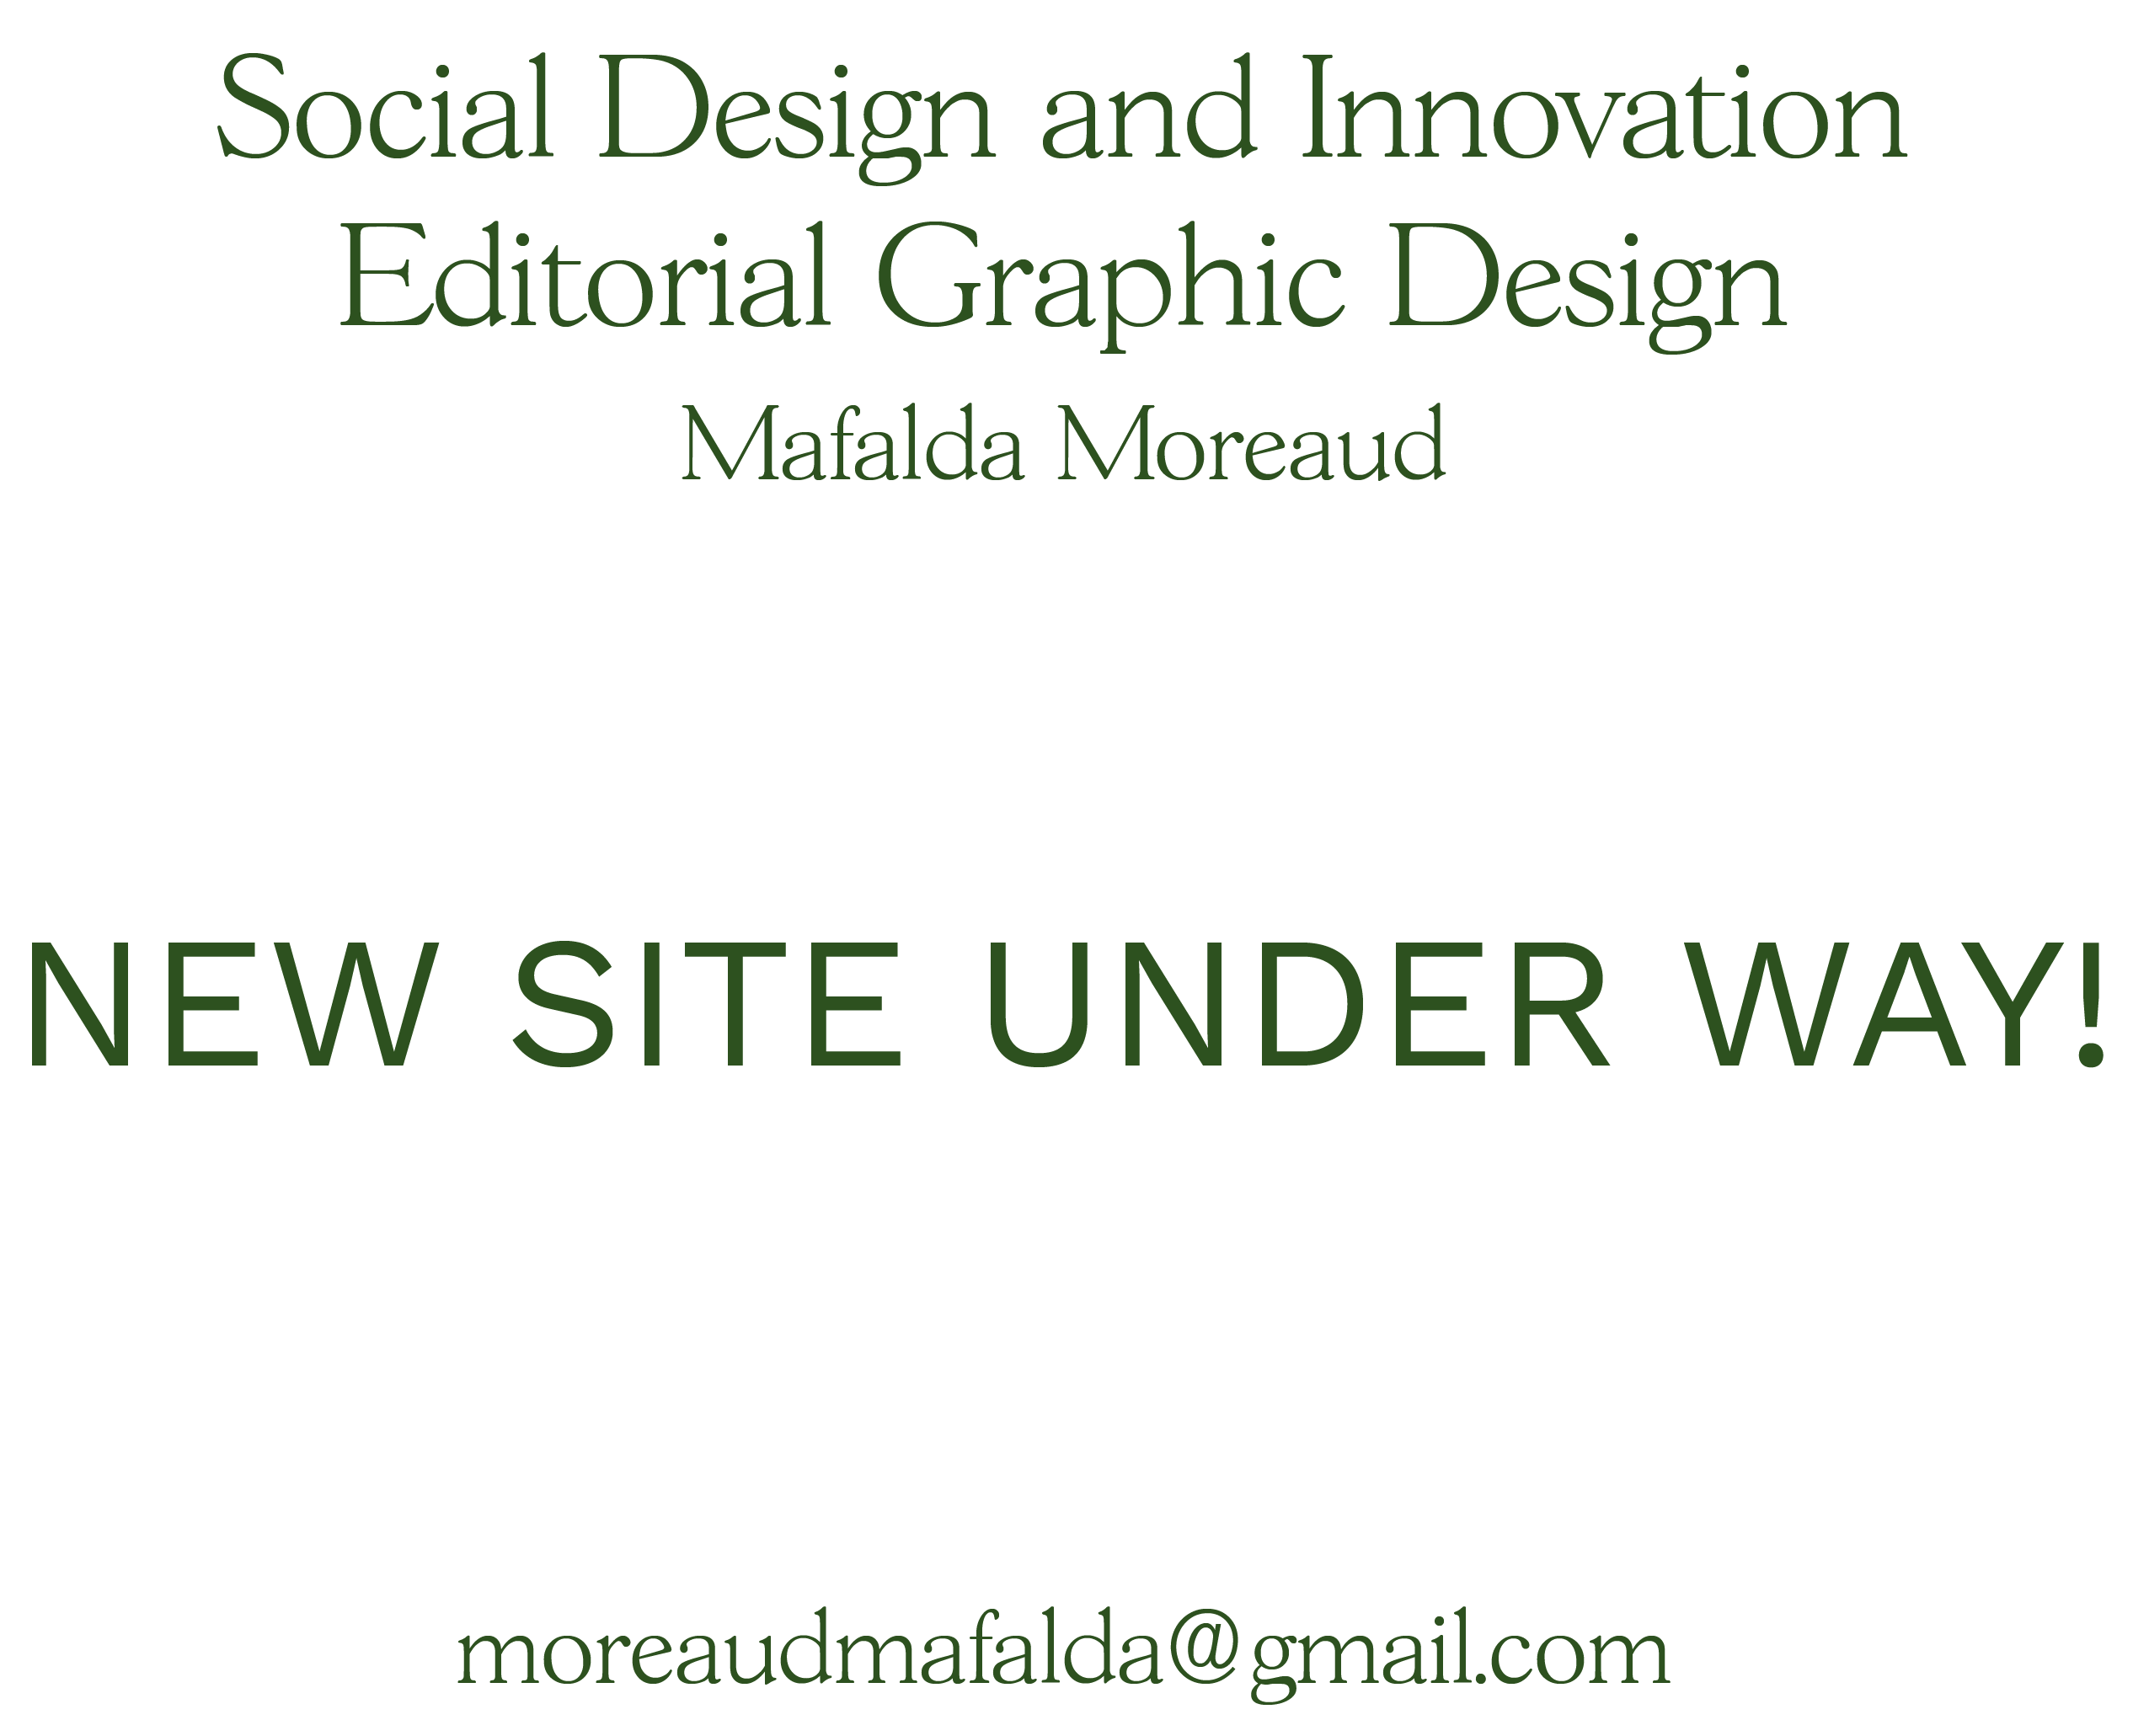 Social Design and Innovation
Editorial Graphic Design
Mafalda Moreaud
NEW SITE UNDER WAY!
moreaudmafalda@gmail.com